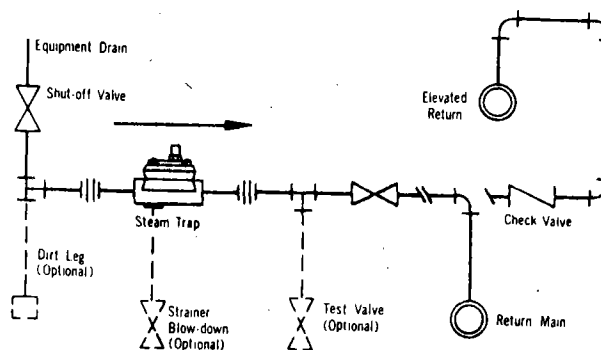 Equipment Drain
Shut-off Valve
Elevated
Return
Steam Trap
Check Valve
Dirt Leg
(Optional)
Strainer
Blow-down
(Optional)
Test Valve
(Optional)
Return Main